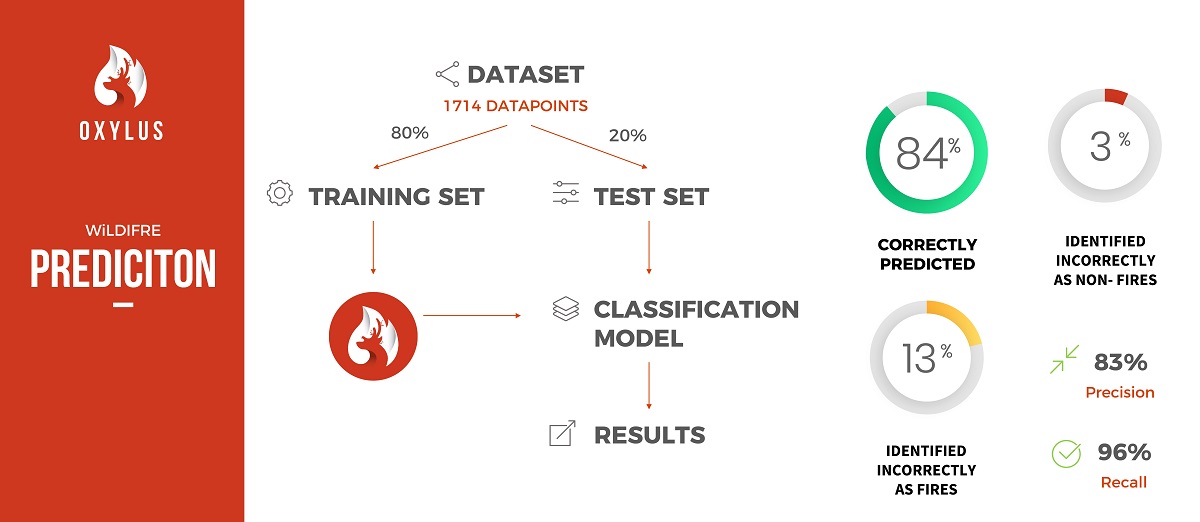 OXYLUS
WiLDIFRE
PREDICITON
DATASET
1714 DATAPOINTS
80%
20%
TRAINING SET
TEST SET
CLASSIFICATION
MODEL
RESULTS
84%
CORRECTLY
PREDICTED
3%
IDENTIFIED
INCORRECTLY
AS NON- FIRES
13%
IDENTIFIED
INCORRECTLY
AS FIRES
83%
Precision
96%
Recall